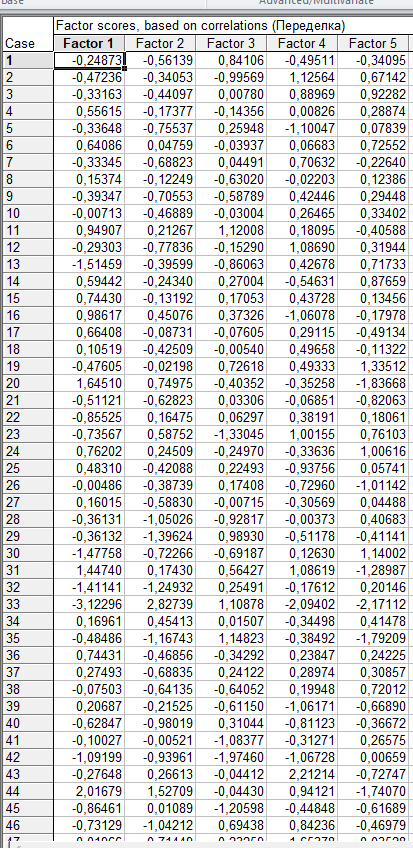 Advanced/Multivariate
Factor scores, based on correlations (Переделка)
Case Factor 1 Factor 2 Factor 3 Factor 4 Factor 5
1 -0,24873 -0,56139 0,84106 -0,49511 -0,34095
2 -0,47236 -0,34053 -0,99569 1,12564 0,67142
3 -0,33163 -0,44097 0,00780 0,88969 0,92282
4 0,55615 -0,17377 -0,14356 0,00826 0,28874
5 -0,33648 -0,75537 0,25948 -1,10047 0,07839
6 0,64086 0,04759 -0,03937 0,06683 0,72552
7 -0,33345 -0,68823 0,04491 0,70632 -0,22640
8 0,15374 -0,12249 -0,63020 -0,02203 0,12386
9 -0,39347 -0,70553 -0,58789 0,42446 0,29448
10 -0,00713 -0,46889 -0,03004 0,26465 0,33402
11 0,94907 0,21267 1,12008 0,18095 -0,40588
12 -0,29303 -0,77836 -0,15290 1,08690 0,31944
13 -1,51459 -0,39599 -0,86063 0,42678 0,71733
14 0,59442 -0,24340 0,27004 -0,54631 0,87659
15 0,74430 -0,13192 0,17053 0,43728 0,13456
16 0,98617 0,45076 0,37326 -1,06078 -0,17978
17 0,66408 -0,08731 -0,07605 0,29115 -0,49134
18 0,10519 -0,42509 -0,00540 0,49658 -0,11322
19 -0,47605 -0,02198 0,72618 0,49333 1,33512
20 1,64510 0,74975 -0,40352 -0,35258 -1,83668
21 -0,51121 -0,62823 0,03306 -0,06851 -0,82063
22 -0,85525 0,16475 0,06297 0,38191 0,18061
23 -0,73567 0,58752 -1,33045 1,00155 0,76103
24 0,76202 0,24509 -0,24970 -0,33636 1,00616
25 0,48310 -0,42088 0,22493 -0,93756 0,05741
26 -0,00486 -0,38739 0,17408 -0,72960 -1,01142
27 0,16015 -0,58830 -0,00715 -0,30569 0,04488
28 -0,36131 -1,05026 -0,92817 -0,00373 0,40683
29 -0,36132 -1,39624 0,98930 -0,51178 -0,41141
30 -1,47758 -0,72266 -0,69187 0,12630 1,14002
31 1,44740 0,17430 0,56427 1,08619 -1,28987
32 -1,41141 -1,24932 0,25491 -0,17612 0,20146
33 -3,12296 2,82739 1,10878 -2,09402 -2,17112
34 0,16961 0,45418 0,01507 -0,34498 0,41478
35 -0,48486 -1,16743 1,14823 -0,38492 -1,79209
36 0,74431 -0,46856 -0,34292 0,23847 0,24225
37 0,27493 -0,68835 0,24122 0,28974 0,30857
38 -0,07503 -0,64135 -0,64052 0,19948 0,72012
39 0,20687 -0,21525 -0,61150 -1,06171 -0,66890
40 -0,62847 -0,98019 0,31044 -0,81123 -0,36672
41 -0,10027 -0,00521 -1,08377 -0,31271 0,26575
42 -1,09199 -0,93961 -1,97460 -1,06728 0,00659
43 -0,27648 0,26613 -0,04412 2,21214 -0,72747
44 2,01679 1,52709 -0,04430 0,94121 -1,74070
45 -0,86461 0,01089 -1,20598 -0,44848 -0,61689
46 -0,73129 -1,04212 0,69438 0,84236 -0,46979